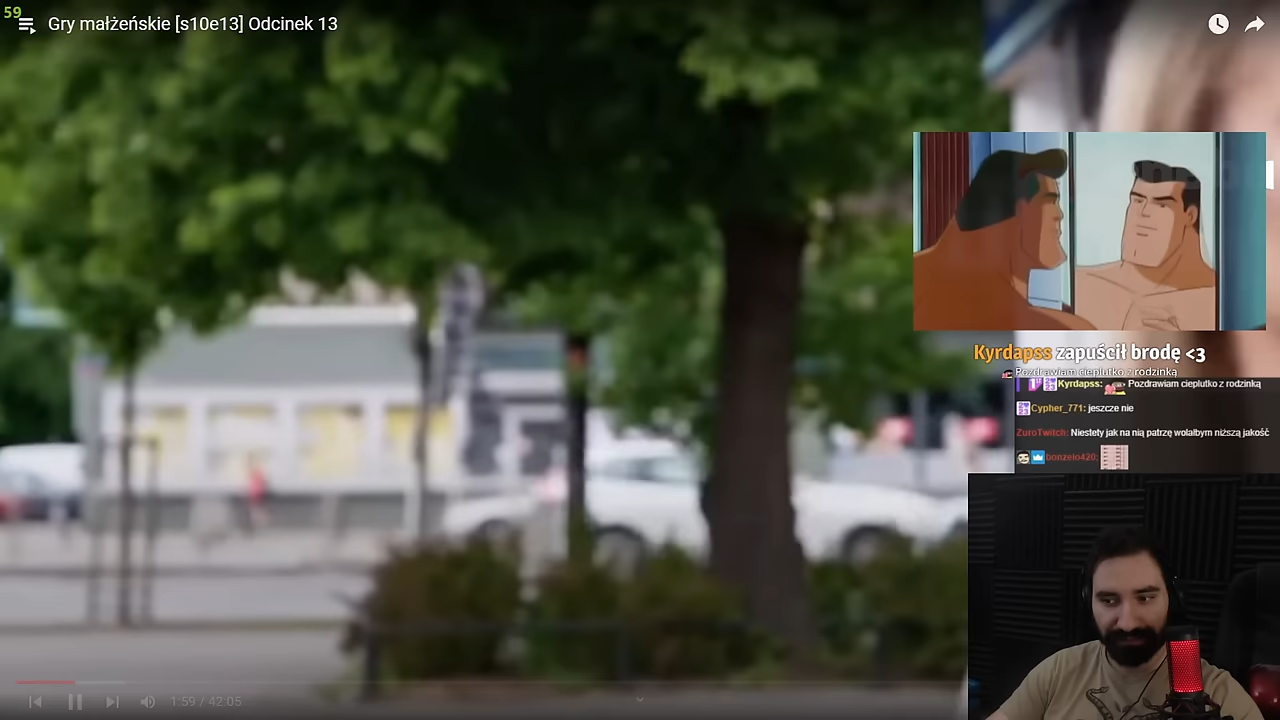 59
Gry małżeńskie [s10e13] Odcinek 13
Kyrdapss zapuścił brodę <3
Pozdrawiam cieplutko z rodzinką
Kyrdapss: Pozdrawiam cieplutko z rodzinką
Cypher_771: jeszcze nie
ZuroTwitch: Niestety jak na nią patrzę wolałbym niższą jakość
bonzelo420:
1:59 / 42:05